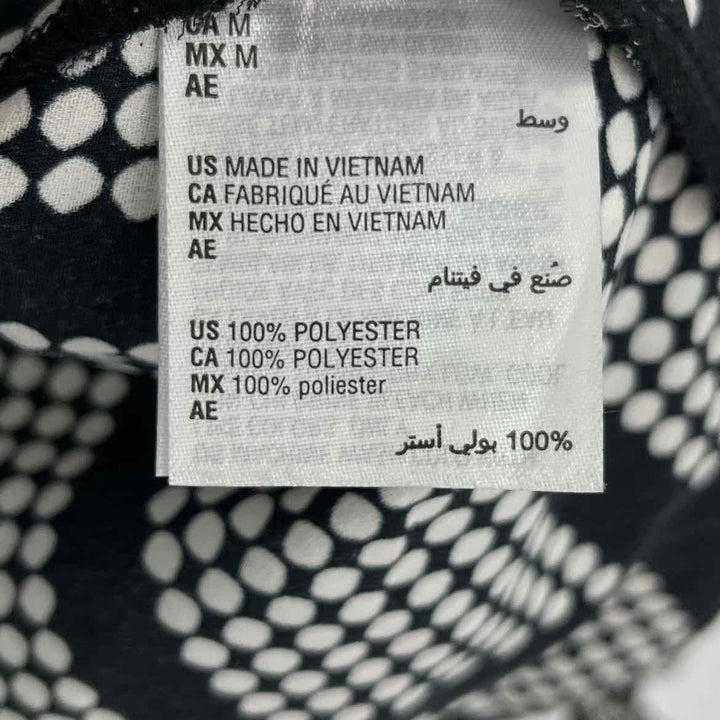 CA M
MX M
AE
وسط
US MADE IN VIETNAM
CA FABRIQUÉ AU VIETNAM
MX HECHO EN VIETNAM
AE
صُنع في فيتنام
US 100% POLYESTER
CA 100% POLYESTER
MX 100% poliester
AE
100% بولي أستر